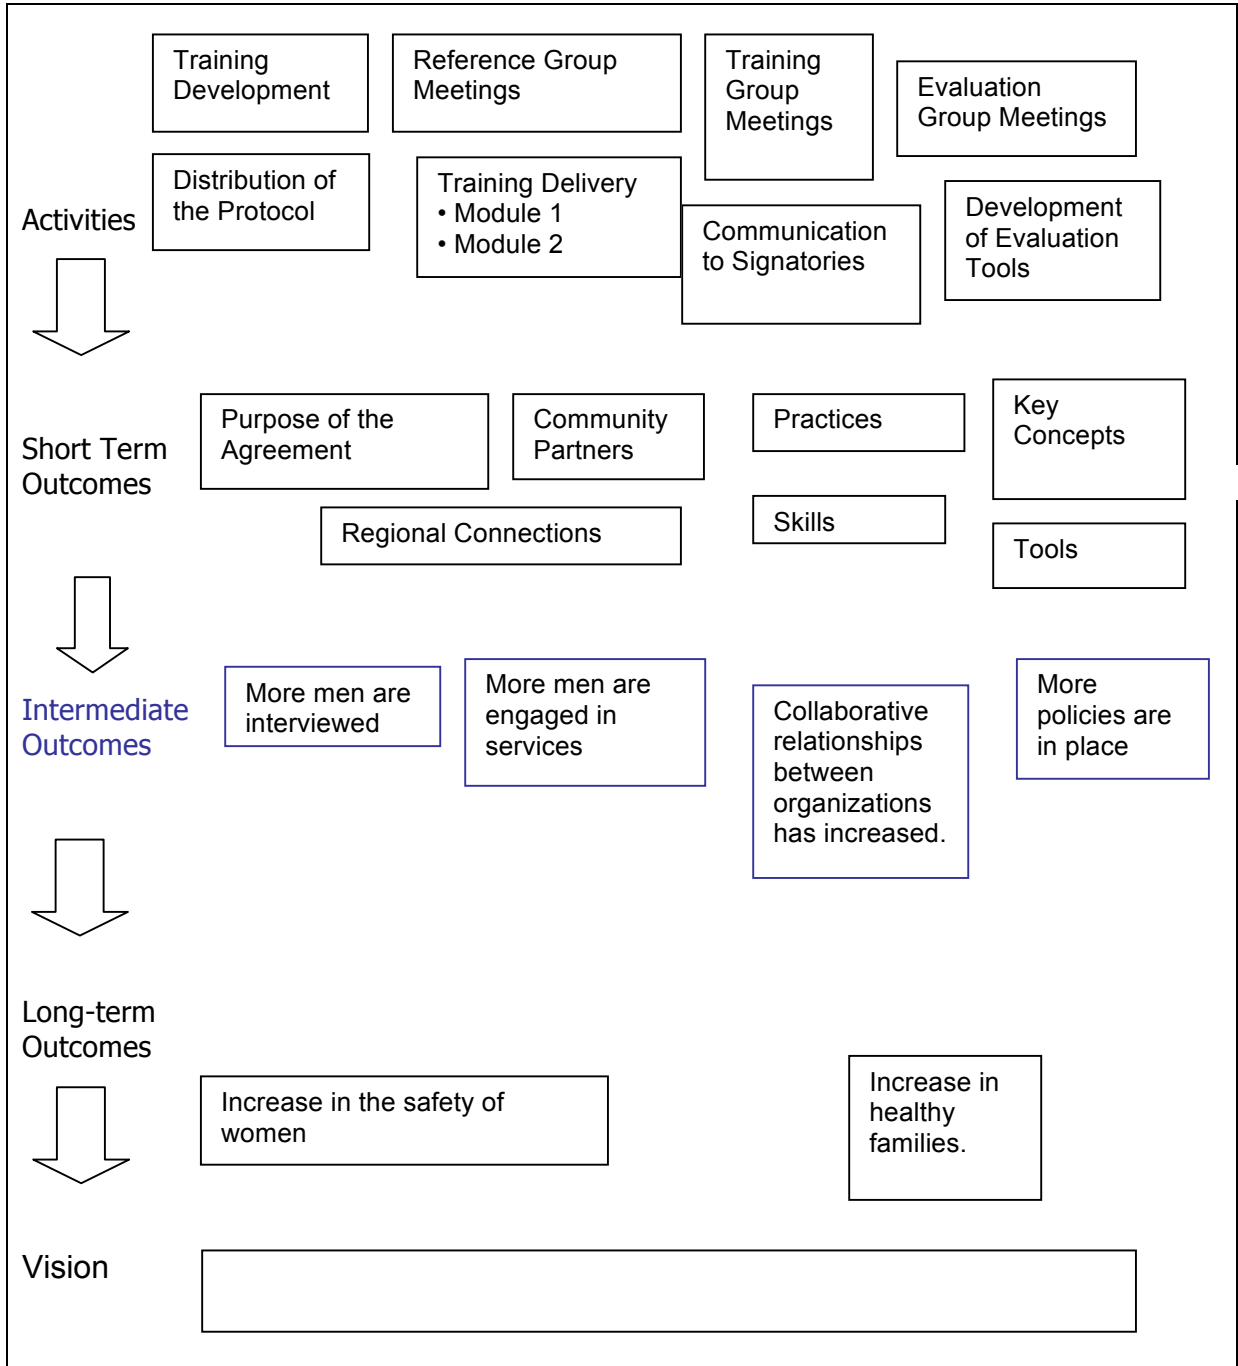 Training
Development
Reference Group
Meetings
Training
Group
Meetings
Evaluation
Group Meetings
Activities
Distribution of
the Protocol
Training Delivery
• Module 1
• Module 2
Communication
to Signatories
Development
of Evaluation
Tools
Short Term
Outcomes
Purpose of the
Agreement
Community
Partners
Practices
Key
Concepts
Regional Connections
Skills
Tools
Intermediate
Outcomes
More men are
interviewed
More men are
engaged in
services
Collaborative
relationships
between
organizations
has increased.
More
policies are
in place
Long-term
Outcomes
Increase in the safety of
women
Increase in
healthy
families.
Vision